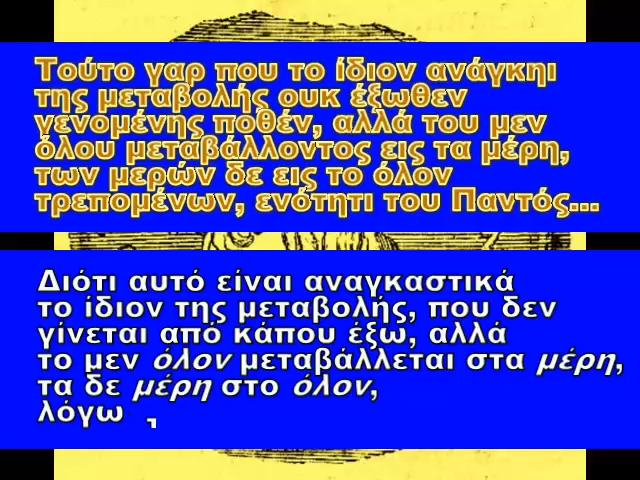 Τούτο γαρ που το ίδιον ανάγκηι
της μεταβολής ουκ έξωθεν
γενομένης ποθέν, αλλά του μεν
όλου μεταβάλλοντος εις τα μέρη,
των μερών δε εις το όλον
τρεπομένων, ενότητι του Παντός...
Διότι αυτό είναι αναγκαστικά
το ίδιον της μεταβολής, που δεν
γίνεται από κάπου έξω, αλλά
το μεν όλον μεταβάλλεται στα μέρη,
τα δε μέρη στο όλον,
λόγω